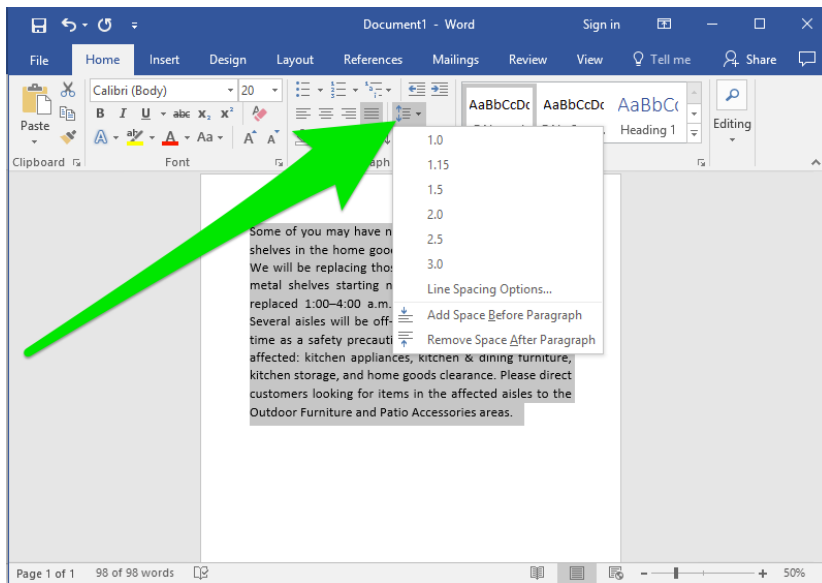 Document1 - Word
Sign in
File Home Insert Design Layout References Mailings Review View Tell me Share
Calibri (Body) 20
B I U abc X₂ X²
A aby A Aa A A
Paste
AaBbCcDc AaBbCcDc AaBbC
Heading 1
Editing
Clipboard Font
1.0
1.15
1.5
2.0
2.5
3.0
Line Spacing Options...
Add Space Before Paragraph
Remove Space After Paragraph
Some of you may have
shelves in the home
We will be replacing
metal shelves starting
replaced 1:00–4:00 a.m.
Several aisles will be
time as a safety
affected: kitchen appliances, kitchen & dining furniture,
kitchen storage, and home goods clearance. Please direct
customers looking for items in the affected aisles to the
Outdoor Furniture and Patio Accessories areas.
Page 1 of 1 98 of 98 words
50%